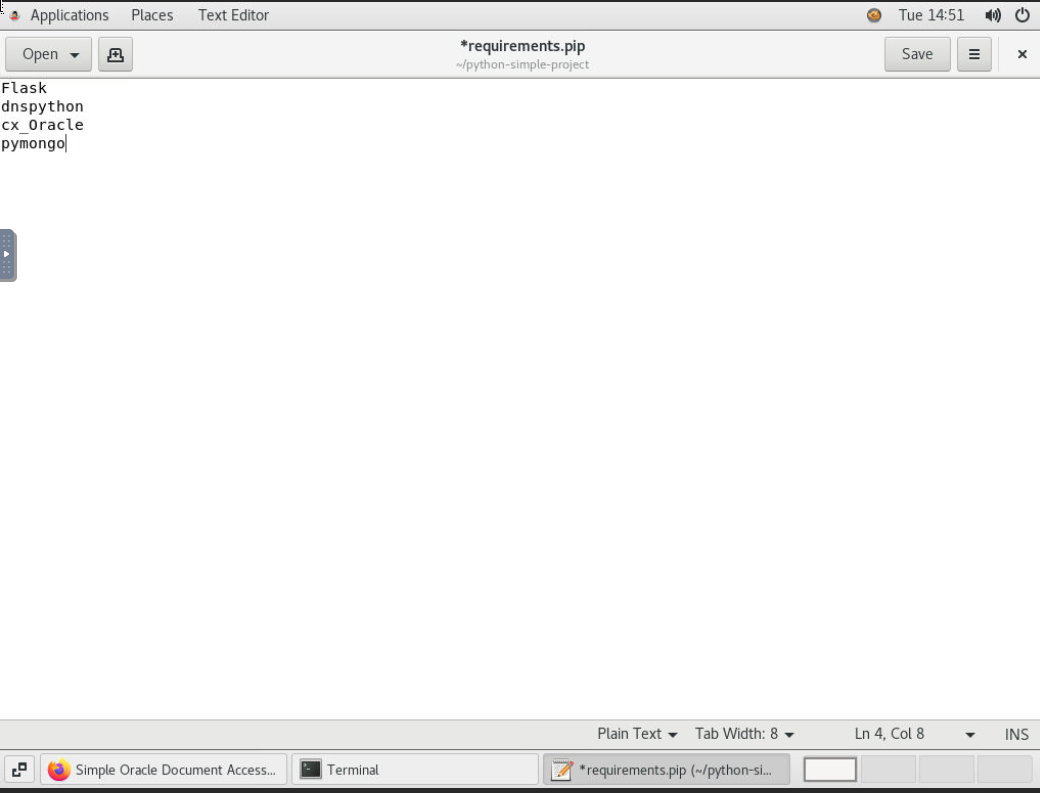 Applications Places Text Editor Tue 14:51
Open *requirements.pip Save
~/python-simple-project
Flask
dnspython
cx_Oracle
pymongo
Plain Text Tab Width: 8 Ln 4, Col 8 INS
Simple Oracle Document Access... Terminal *requirements.pip (~/python-si...